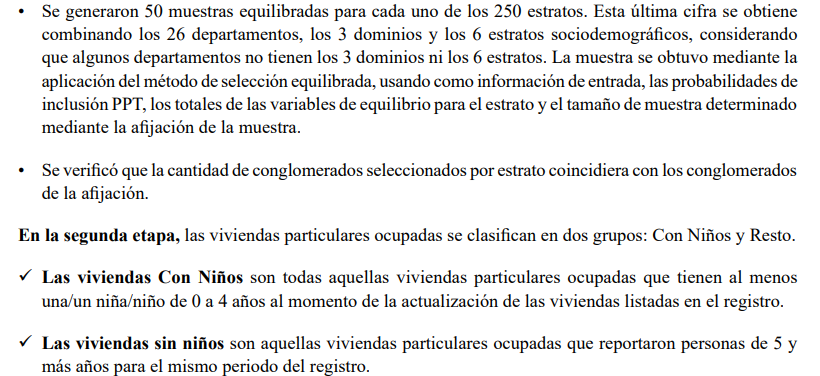 • Se generaron 50 muestras equilibradas para cada uno de los 250 estratos. Esta última cifra se obtiene
combinando los 26 departamentos, los 3 dominios y los 6 estratos sociodemográficos, considerando
que algunos departamentos no tienen los 3 dominios ni los 6 estratos. La muestra se obtuvo mediante la
aplicación del método de selección equilibrada, usando como información de entrada, las probabilidades de
inclusión PPT, los totales de las variables de equilibrio para el estrato y el tamaño de muestra determinado
mediante la afijación de la muestra.
• Se verificó que la cantidad de conglomerados seleccionados por estrato coincidiera con los conglomerados
de la afijación.
En la segunda etapa, las viviendas particulares ocupadas se clasifican en dos grupos: Con Niños y Resto.
✓ Las viviendas Con Niños son todas aquellas viviendas particulares ocupadas que tienen al menos
una/un niña/niño de 0 a 4 años al momento de la actualización de las viviendas listadas en el registro.
✓ Las viviendas sin niños son aquellas viviendas particulares ocupadas que reportaron personas de 5 y
más años para el mismo periodo del registro.